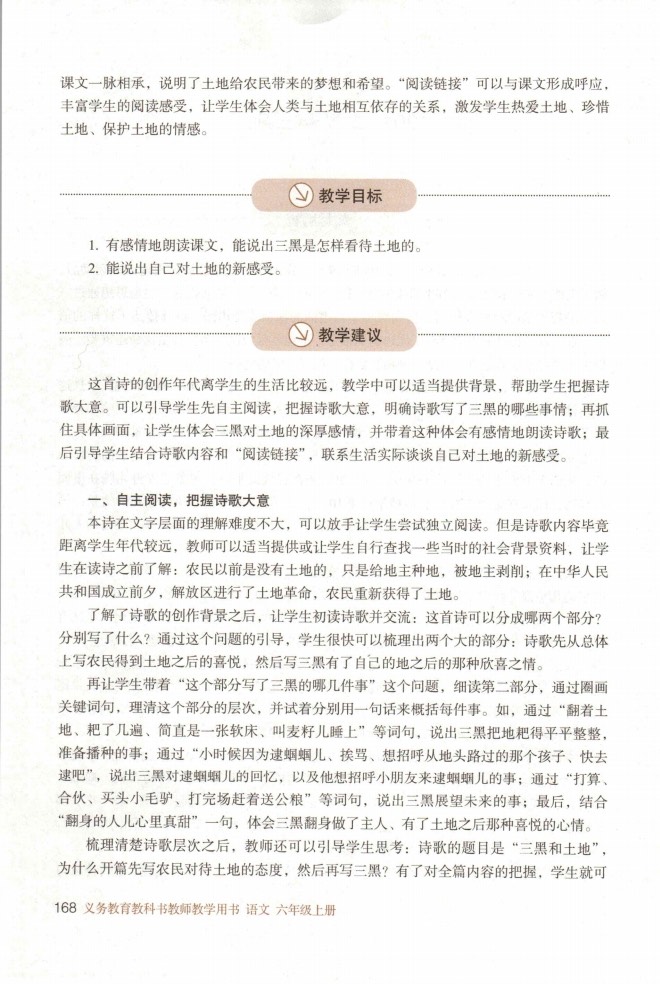 课文一脉相承，说明了土地给农民带来的梦想和希望。“阅读链接”可以与课文形成呼应，
丰富学生的阅读感受，让学生体会人类与土地相互依存的关系，激发学生热爱土地、珍惜
土地、保护土地的情感。
教学目标
1. 有感情地朗读课文，能说出三黑是怎样看待土地的。
2. 能说出自己对土地的新感受。
教学建议
这首诗的创作年代离学生的生活比较远，教学中可以适当提供背景，帮助学生把握诗
歌大意。可以引导学生先自主阅读，把握诗歌大意，明确诗歌写了三黑的哪些事情；再抓
住具体画面，让学生体会三黑对土地的深厚感情，并带着这种体会有感情地朗读诗歌；最
后引导学生结合诗歌内容和“阅读链接”，联系生活实际谈谈自己对土地的新感受。
一、自主阅读，把握诗歌大意
本诗在文字层面的理解难度不大，可以放手让学生尝试独立阅读。但是诗歌内容毕竟
距离学生年代较远，教师可以适当提供或让学生自行查找一些当时的社会背景资料，让学
生在读诗之前了解：农民以前是没有土地的，只是给地主种地，被地主剥削；在中华人民
共和国成立前夕，解放区进行了土地革命，农民重新获得了土地。
了解了诗歌的创作背景之后，让学生初读诗歌并交流：这首诗可以分成哪两个部分？
分别写了什么？通过这个问题的引导，学生很快可以梳理出两个大的部分：诗歌先从总体
上写农民得到土地之后的喜悦，然后写三黑有了自己的地之后的那种欣喜之情。
再让学生带着“这个部分写了三黑的哪几件事”这个问题，细读第二部分，通过圈画
关键词句，理清这个部分的层次，并试着分别用一句话来概括每件事。如，通过“翻着土
地、耙了几遍、简直是一张软床、叫麦籽儿睡上”等词句，说出三黑把地耙得平平整整，
准备播种的事；通过“小时候因为逮蝈蝈儿、挨骂、想招呼从地头路过的那个孩子、快去
逮吧”，说出三黑对逮蝈蝈儿的回忆，以及他想招呼小朋友来逮蝈蝈儿的事；通过“打算、
合伙、买头小毛驴、打完场赶着送公粮”等词句，说出三黑展望未来的事；最后，结合
“翻身的人儿心里真甜”一句，体会三黑翻身做了主人、有了土地之后那种喜悦的心情。
梳理清楚诗歌层次之后，教师还可以引导学生思考：诗歌的题目是“三黑和土地”，
为什么开篇先写农民对待土地的态度，然后再写三黑？有了对全篇内容的把握，学生就可
168 义务教育教科书教师教学用书 语文 六年级上册